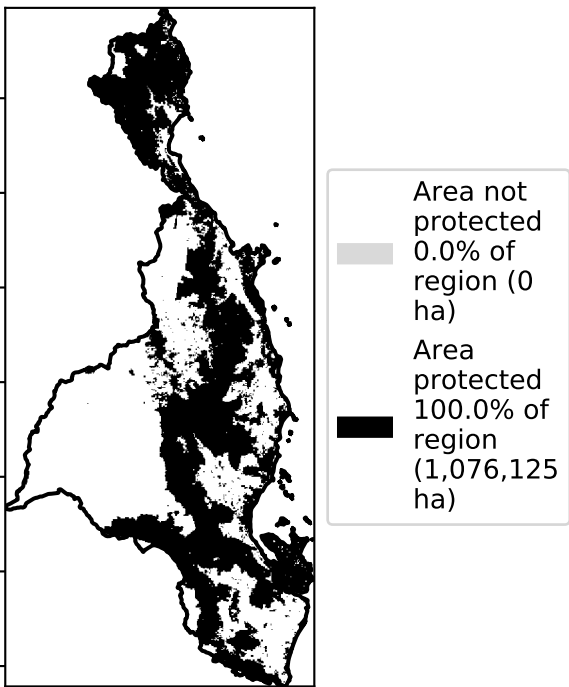 Area not
protected
0.0% of
region (0
ha)
Area
protected
100.0% of
region
(1,076,125
ha)